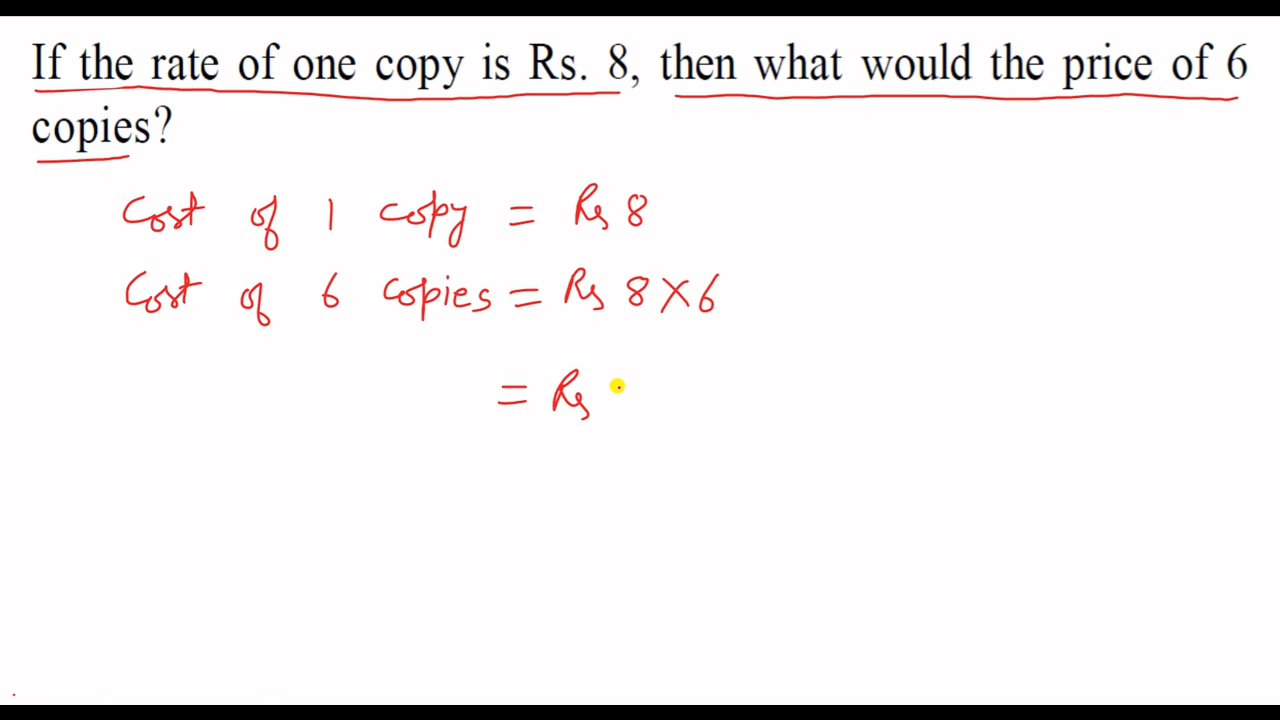 If the rate of one copy is Rs. 8, then what would the price of 6
copies?
Cost of 1 copy = Rs 8
Cost of 6 copies = Rs 8 × 6
= Rs